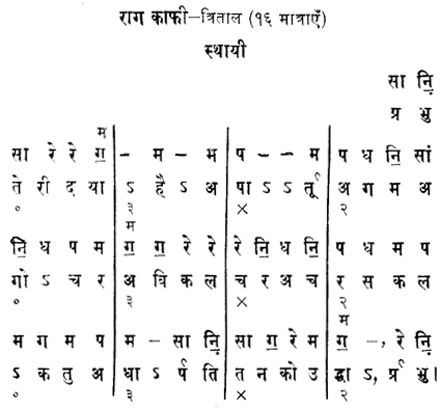 राग काफी–त्रिताल (१६ मात्राएँ)
स्थायी
सा नि॒
प्र भु
म
सा रे रे ग॒ – म – म प – – म प ध नि॒ सां
ते री द या ऽ है ऽ अ पा ऽ ऽ तू अ ग म अ
० ३ × २
म
नि॒ ध प म ग॒ ग॒ रे रे रे नि॒ ध नि॒ प ध म प
गो ऽ च र अ वि क ल च र अ च र स क ल
० ३ × २
म
म ग म प म – सा नि॒ सा ग॒ रे म ग॒ –, रे नि॒
ऽ क तु अ धा ऽ र्प ति त न को उ द्वा ऽ, प्र भु।
० ३ × २